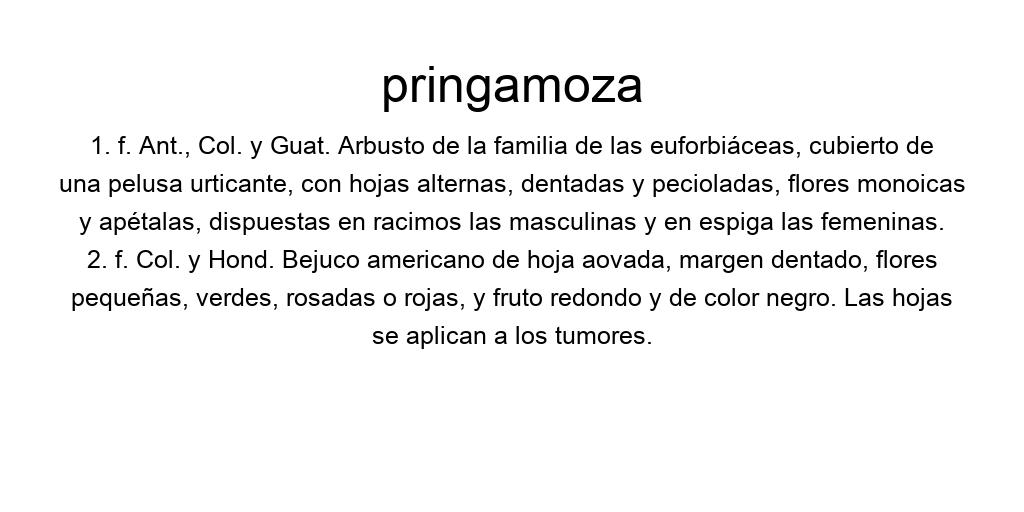 pringamoza
1. f. Ant., Col. y Guat. Arbusto de la familia de las euforbiáceas, cubierto de
una pelusa urticante, con hojas alternas, dentadas y pecioladas, flores monoicas
y apétalas, dispuestas en racimos las masculinas y en espiga las femeninas.
2. f. Col. y Hond. Bejuco americano de hoja aovada, margen dentado, flores
pequeñas, verdes, rosadas o rojas, y fruto redondo y de color negro. Las hojas
se aplican a los tumores.